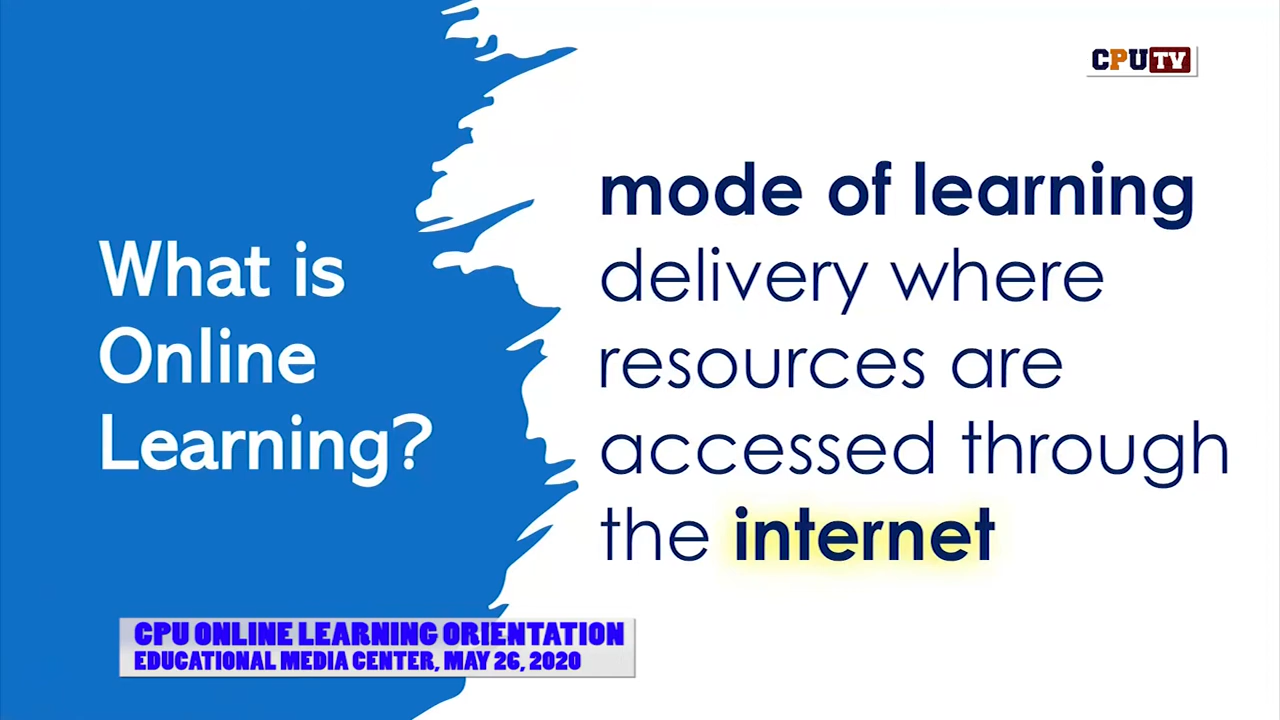 CPUTV
What is
Online
Learning?
mode of learning
delivery where
resources are
accessed through
the internet
CPU ONLINE LEARNING ORIENTATION
EDUCATIONAL MEDIA CENTER, MAY 26, 2020